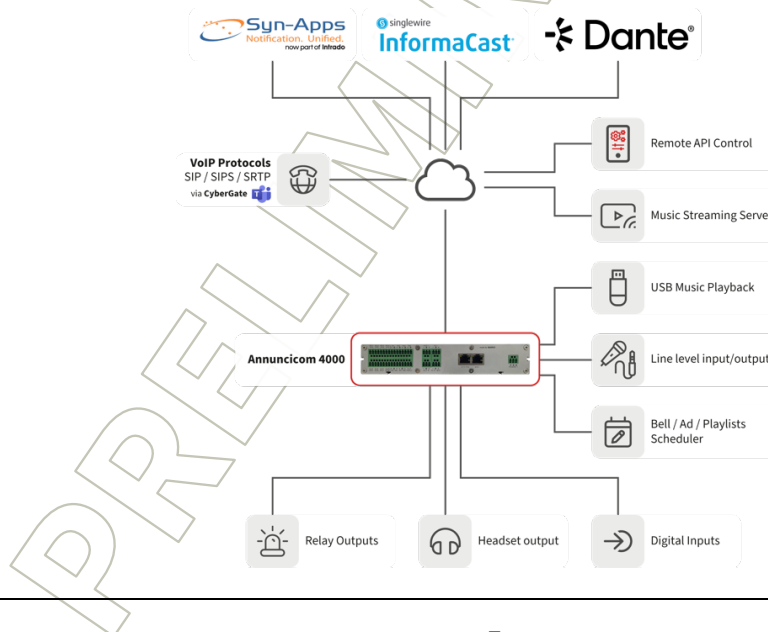 Syn-Apps
Notification. Unified.
now part of Intrado
singlewire
InformaCast
Dante®
VoIP Protocols
SIP / SIPS / SRTP
via CyberGate
Remote API Control
Music Streaming Serve
USB Music Playback
Annuncicom 4000
Line level input/output
Bell / Ad / Playlists
Scheduler
Relay Outputs
Headset output
Digital Inputs
PRELIMI